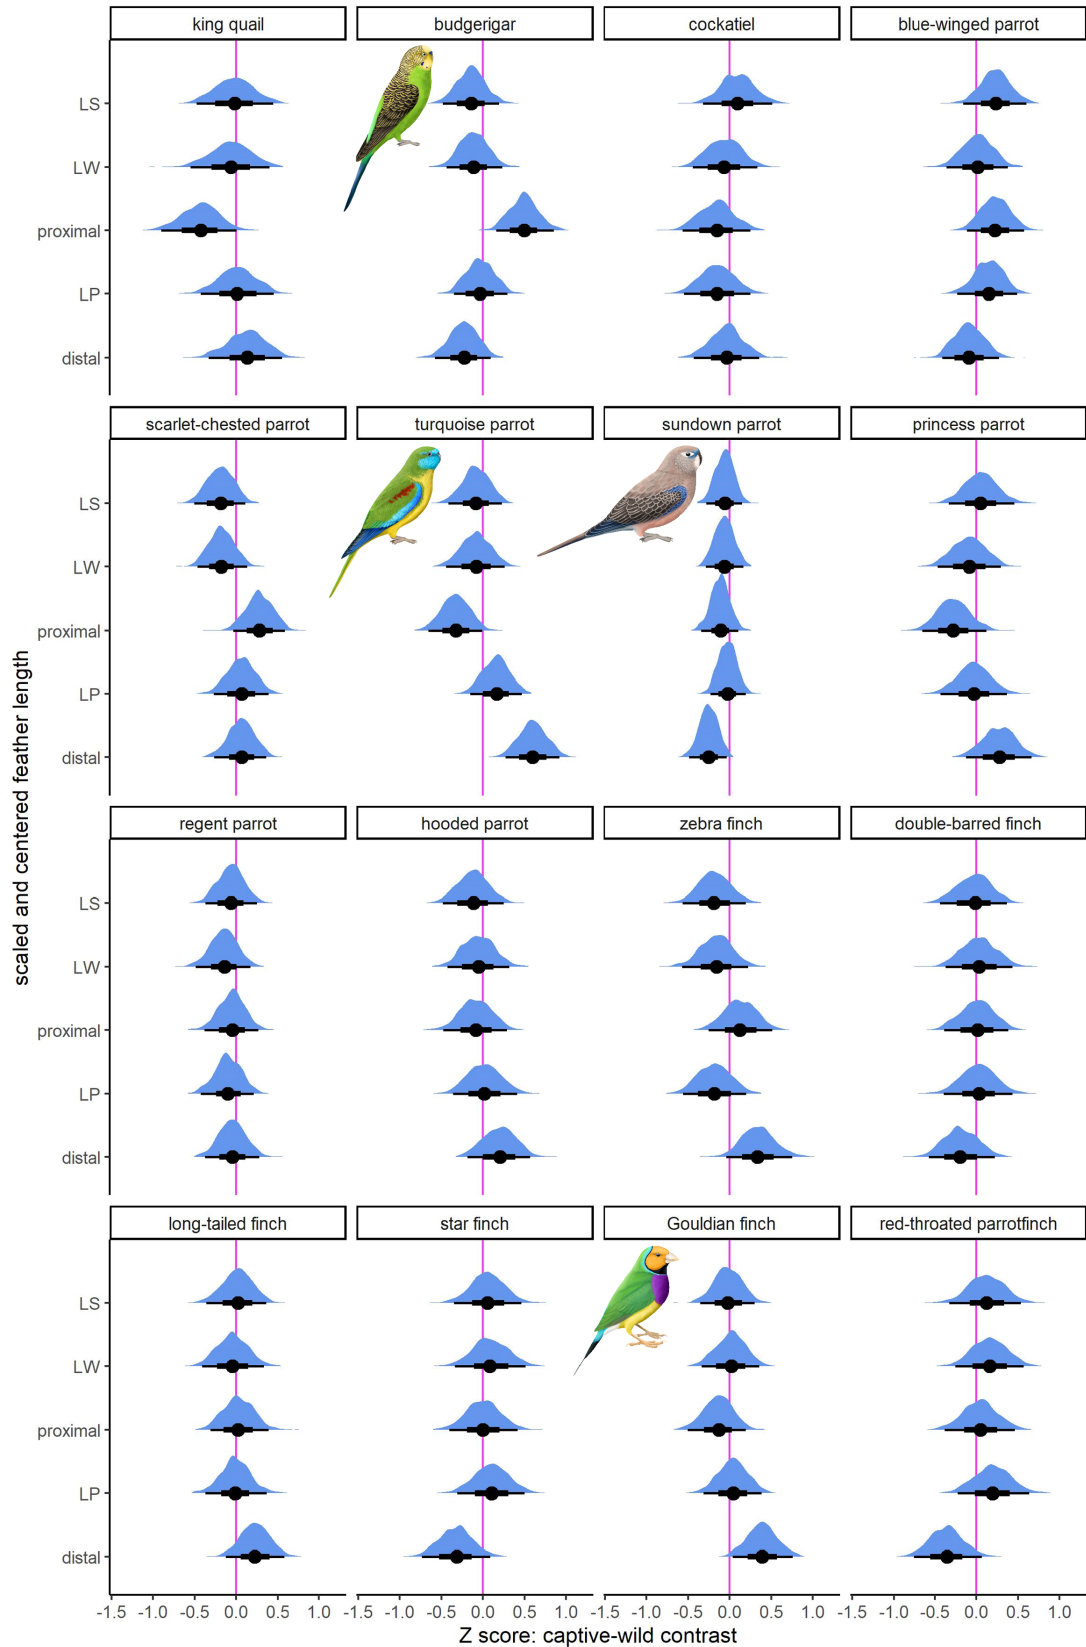 king quail budgerigar cockatiel blue-winged parrot
LS
LW
proximal
LP
distal
scarlet-chested parrot turquoise parrot sundown parrot princess parrot
LS
LW
proximal
LP
distal
regent parrot hooded parrot zebra finch double-barred finch
LS
LW
proximal
LP
distal
long-tailed finch star finch Gouldian finch red-throated parrotfinch
LS
LW
proximal
LP
distal
-1.5 -1.0 -0.5 0.0 0.5 1.0 -1.5 -1.0 -0.5 0.0 0.5 1.0 -1.5 -1.0 -0.5 0.0 0.5 1.0 -1.5 -1.0 -0.5 0.0 0.5 1.0
Z score: captive-wild contrast
scaled and centered feather length